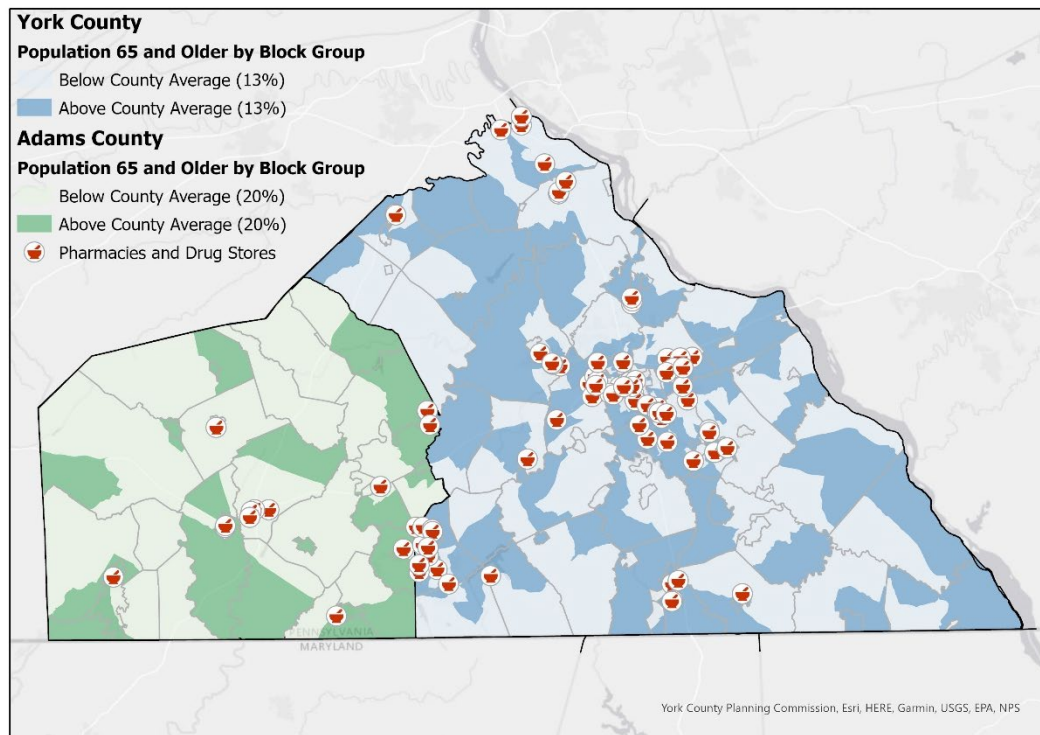 York County
Population 65 and Older by Block Group
Below County Average (13%)
Above County Average (13%)
Adams County
Population 65 and Older by Block Group
Below County Average (20%)
Above County Average (20%)
Pharmacies and Drug Stores
PENNSYLVANIA
MARYLAND
York County Planning Commission, Esri, HERE, Garmin, USGS, EPA, NPS